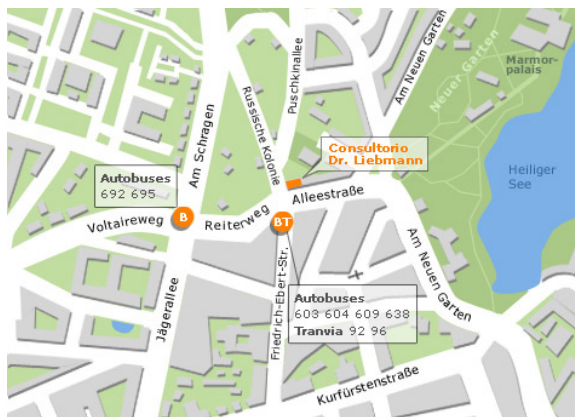 Am Neuen Garten
Puschkinallee
Neuer Garten
Marmor-
palais
Russische Kolonie
Am Schragen
Consultorio
Dr. Liebmann
Heiliger
See
Autobuses
692 695
Alleestraße
B
Voltaireweg
Reiterweg
BT
Am Neuen Garten
Jägerallee
Friedrich-Ebert-Str.
Autobuses
603 604 609 638
Tranvia 92 96
Kurfürstenstraße